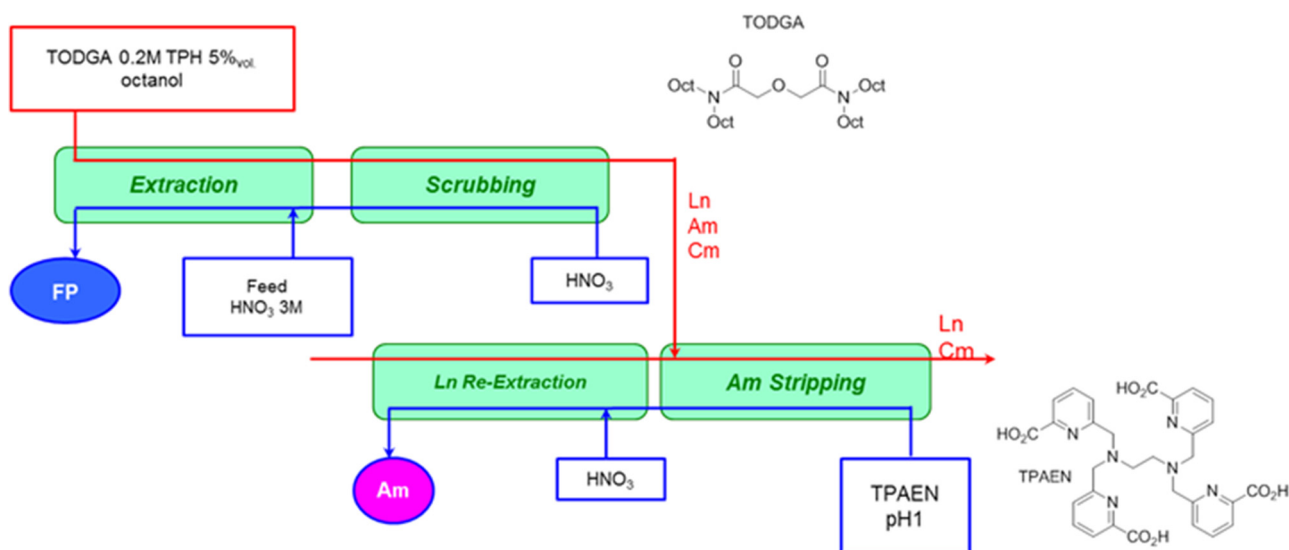 TODGA
TODGA 0.2M TPH 5%vol.
octanol
O
O
Oct
N
O
N
Oct
Oct
Oct
Extraction
Scrubbing
Ln
Am
Cm
FP
Feed
HNO3 3M
HNO3
Ln
Cm
Ln Re-Extraction
Am Stripping
HO2C
HO2C
N
N
N
N
TPAEN
N
N
CO2H
CO2H
Am
HNO3
TPAEN
pH1